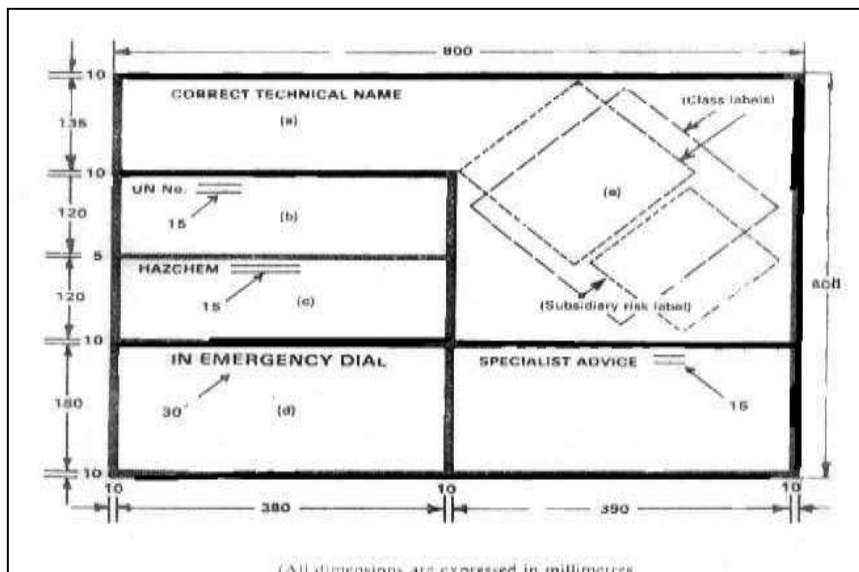 800
10
CORRECT TECHNICAL NAME
(Class labels)
(a)
135
10
(e)
UN No.
15
(b)
120
5
HAZCHEM
15
(c)
120
(Subsidiary risk label)
10
IN EMERGENCY DIAL
SPECIALIST ADVICE
30
15
(d)
180
10
10
10
10
380
390
(All dimensions are expressed in millimetres